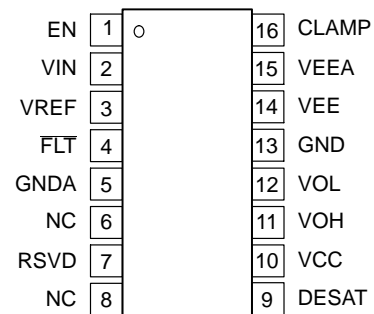 EN 1 16 CLAMP
VIN 2 15 VEEA
VREF 3 14 VEE
F̅L̅T̅ 4 13 GND
GNDA 5 12 VOL
NC 6 11 VOH
RSVD 7 10 VCC
NC 8 9 DESAT